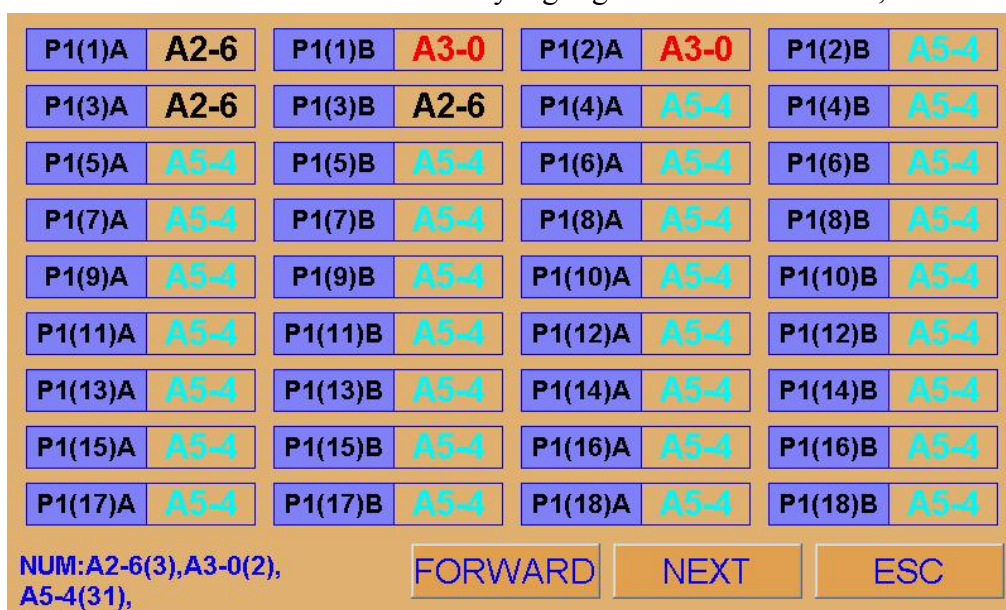 P1(1)A A2-6 P1(1)B A3-0 P1(2)A A3-0 P1(2)B A5-4
P1(3)A A2-6 P1(3)B A2-6 P1(4)A A5-4 P1(4)B A5-4
P1(5)A A5-4 P1(5)B A5-4 P1(6)A A5-4 P1(6)B A5-4
P1(7)A A5-4 P1(7)B A5-4 P1(8)A A5-4 P1(8)B A5-4
P1(9)A A5-4 P1(9)B A5-4 P1(10)A A5-4 P1(10)B A5-4
P1(11)A A5-4 P1(11)B A5-4 P1(12)A A5-4 P1(12)B A5-4
P1(13)A A5-4 P1(13)B A5-4 P1(14)A A5-4 P1(14)B A5-4
P1(15)A A5-4 P1(15)B A5-4 P1(16)A A5-4 P1(16)B A5-4
P1(17)A A5-4 P1(17)B A5-4 P1(18)A A5-4 P1(18)B A5-4
NUM:A2-6(3),A3-0(2),
A5-4(31),
FORWARD NEXT ESC